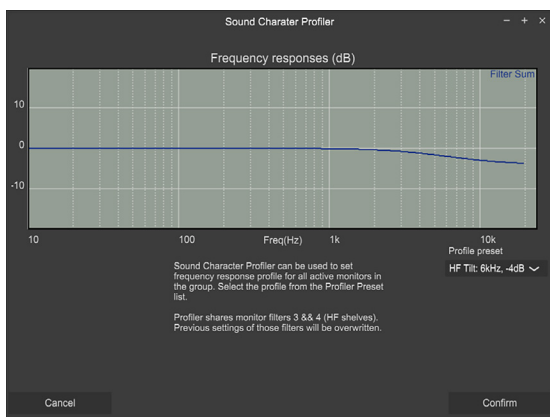 Sound Charater Profiler
Frequency responses (dB)
Filter Sum
10
0
-10
10
100
Freq(Hz)
1k
10k
Profile preset
HF Tilt: 6kHz, -4dB
Sound Character Profiler can be used to set
frequency response profile for all active monitors in
the group. Select the profile from the Profiler Preset
list.
Profiler shares monitor filters 3 && 4 (HF shelves).
Previous settings of those filters will be overwritten.
Cancel
Confirm